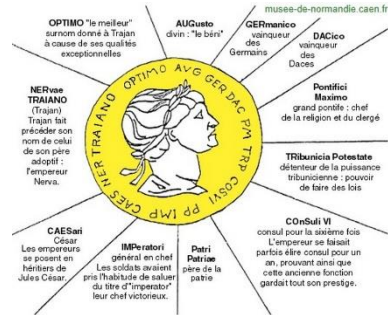 musee-de-normandie.caen.fr
OPTIMO "le meilleur"
surnom donné à Trajan
à cause de ses qualités
exceptionnelles
AUGusto
divin : "le béni"
GERmanico
vainqueur
des
Germains
DACico
vainqueur
des
Daces
Pontifici
Maximo
grand pontife : chef
de la religion et du clergé
TRibunicia Potestate
détenteur de la puissance
tribunicienne : pouvoir
de faire des lois
COnSuli VI
consul pour la sixième fois
L'empereur se faisait
parfois élire consul pour un
an, prouvant ainsi que
cette ancienne fonction
gardait tout son prestige.
Patri
Patriae
père de la
patrie
IMPeratori
général en chef
Les soldats avaient
pris l'habitude de saluer
du titre d'"imperator"
leur chef victorieux.
CAESari
César
Les empereurs
se posent en
héritiers de
Jules César.
NERvae
TRAIANO
(Trajan)
Trajan fait
précéder son
nom de celui
de son père
adoptif :
l'empereur
Nerva.
IMP CAES NER TRAIANO OPTIMO AVG GER DAC PM TRP COSVI PP